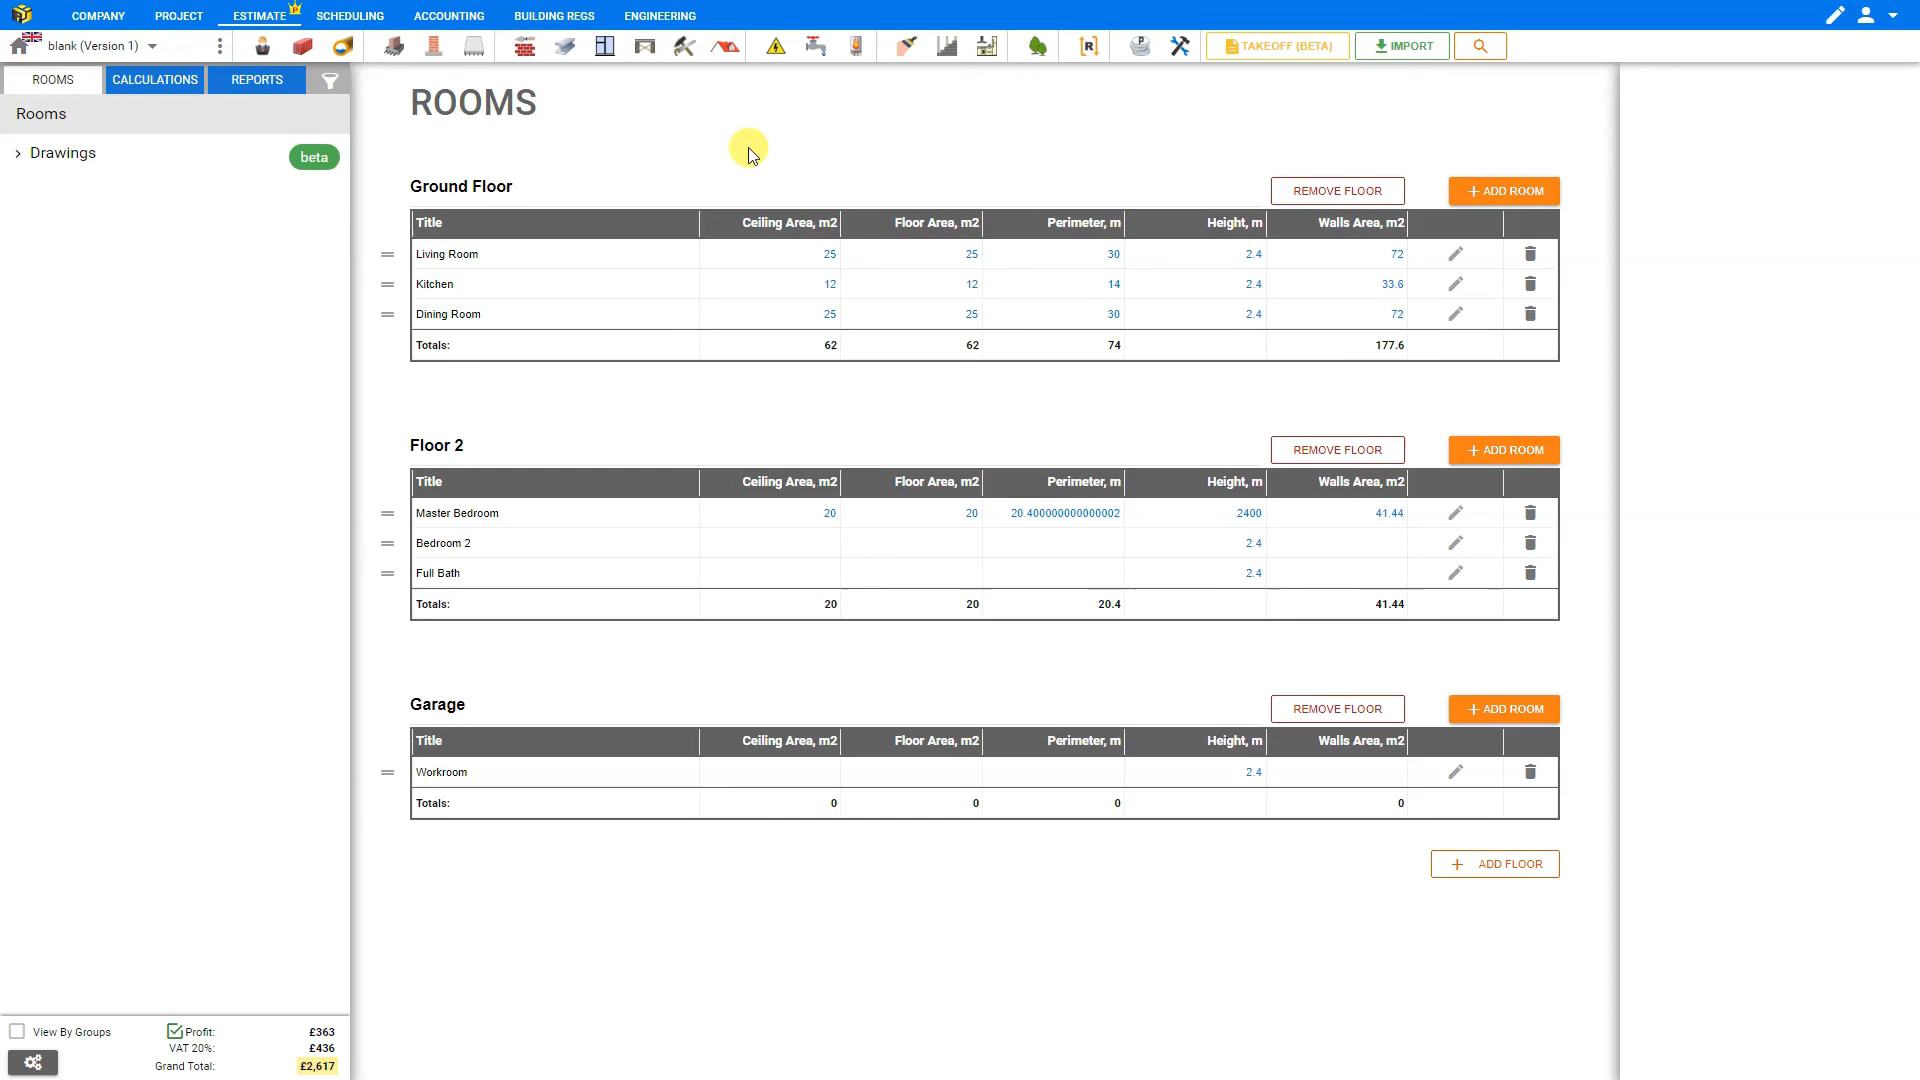 COMPANY PROJECT ESTIMATE SCHEDULING ACCOUNTING BUILDING REGS ENGINEERING
blank (Version 1) [R] TAKEOFF (BETA) IMPORT
ROOMS CALCULATIONS REPORTS
Rooms
Drawings beta
ROOMS
Ground Floor REMOVE FLOOR + ADD ROOM
Title Ceiling Area, m2 Floor Area, m2 Perimeter, m Height, m Walls Area, m2
Living Room 25 25 30 2.4 72
Kitchen 12 12 14 2.4 33.6
Dining Room 25 25 30 2.4 72
Totals: 62 62 74 177.6
Floor 2 REMOVE FLOOR + ADD ROOM
Title Ceiling Area, m2 Floor Area, m2 Perimeter, m Height, m Walls Area, m2
Master Bedroom 20 20 20.400000000000002 2400 41.44
Bedroom 2 2.4
Full Bath 2.4
Totals: 20 20 20.4 41.44
Garage REMOVE FLOOR + ADD ROOM
Title Ceiling Area, m2 Floor Area, m2 Perimeter, m Height, m Walls Area, m2
Workroom 2.4
Totals: 0 0 0 0
+ ADD FLOOR
View By Groups Profit: £363
VAT 20%: £436
Grand Total: £2,617